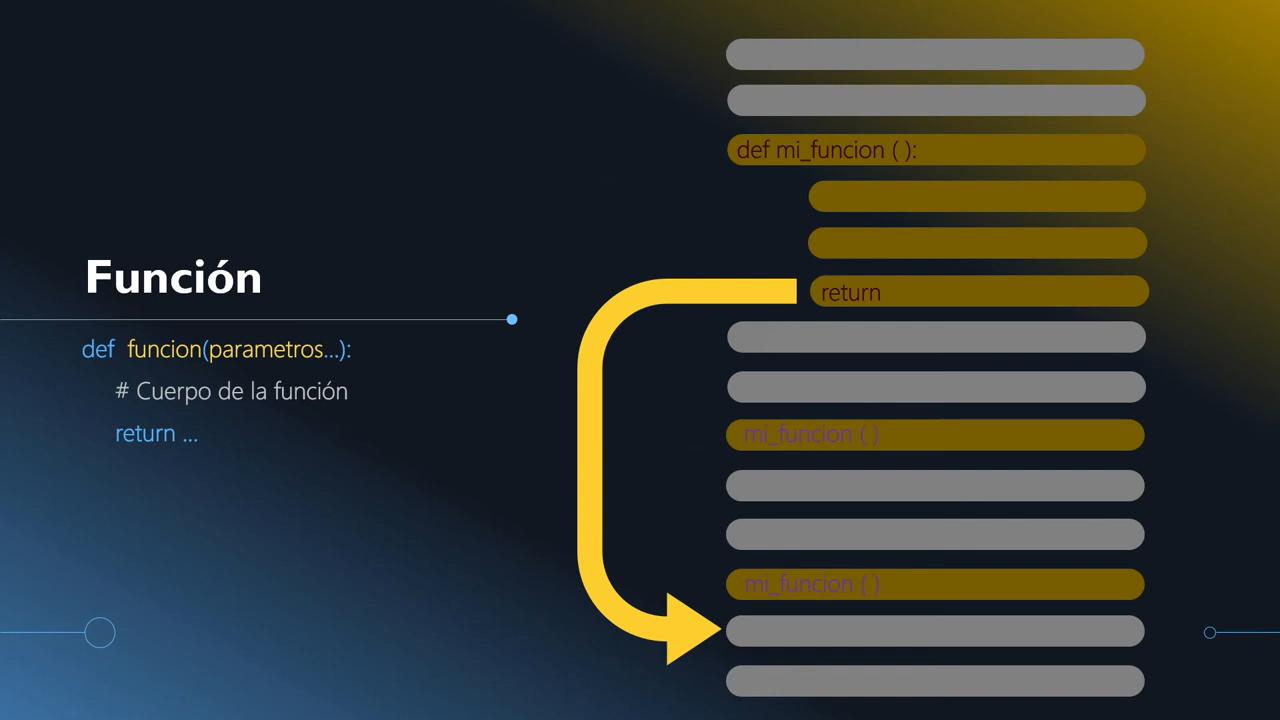 Función
def funcion(parametros...):
# Cuerpo de la función
return ...
def mi_funcion ( ):
return
mi_funcion ( )
mi_funcion ( )